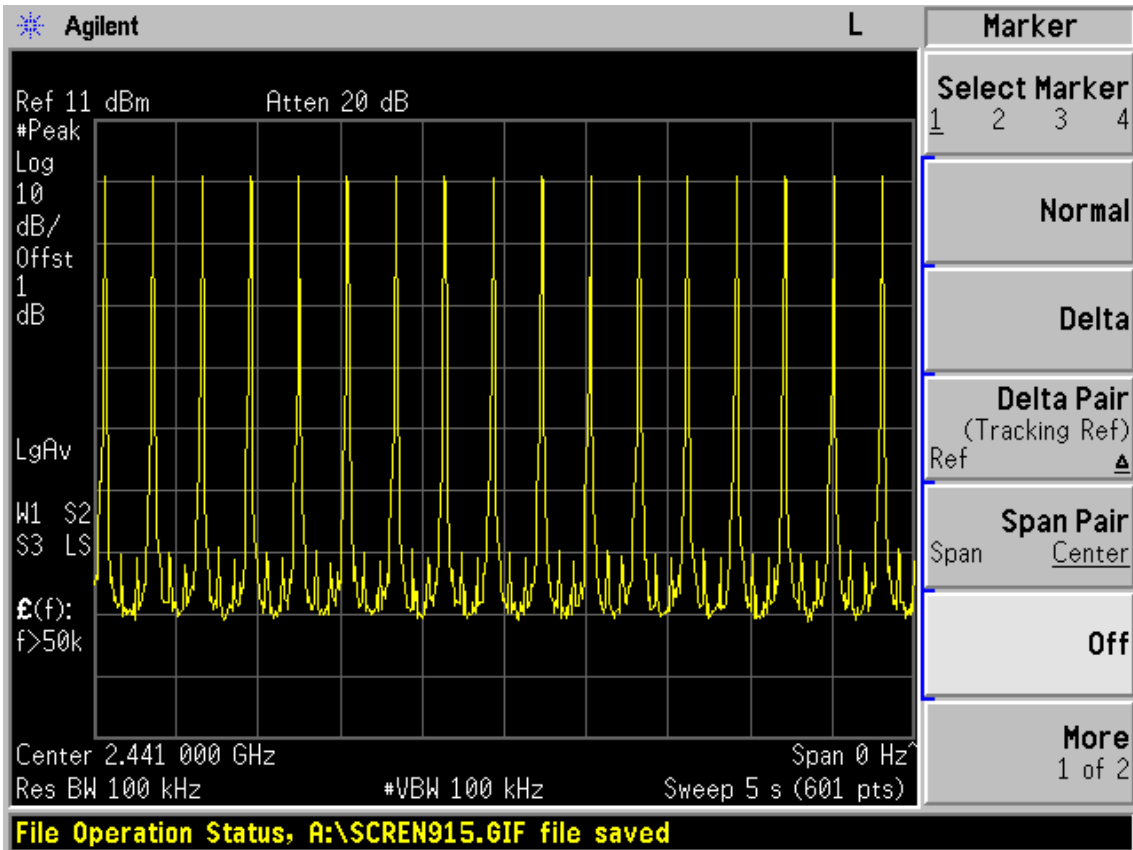 Agilent
L
Ref 11 dBm
Atten 20 dB
#Peak
Log
10
dB/
Offst
1
dB
LgAv
W1 S2
S3 LS
£(f):
f>50k
Center 2.441 000 GHz
Span 0 Hz^
Res BW 100 kHz
#VBW 100 kHz
Sweep 5 s (601 pts)
File Operation Status, A:\SCREN915.GIF file saved
Marker
Select Marker
1 2 3 4
Normal
Delta
Delta Pair
(Tracking Ref)
Ref Δ
Span Pair
Span Center
Off
More
1 of 2